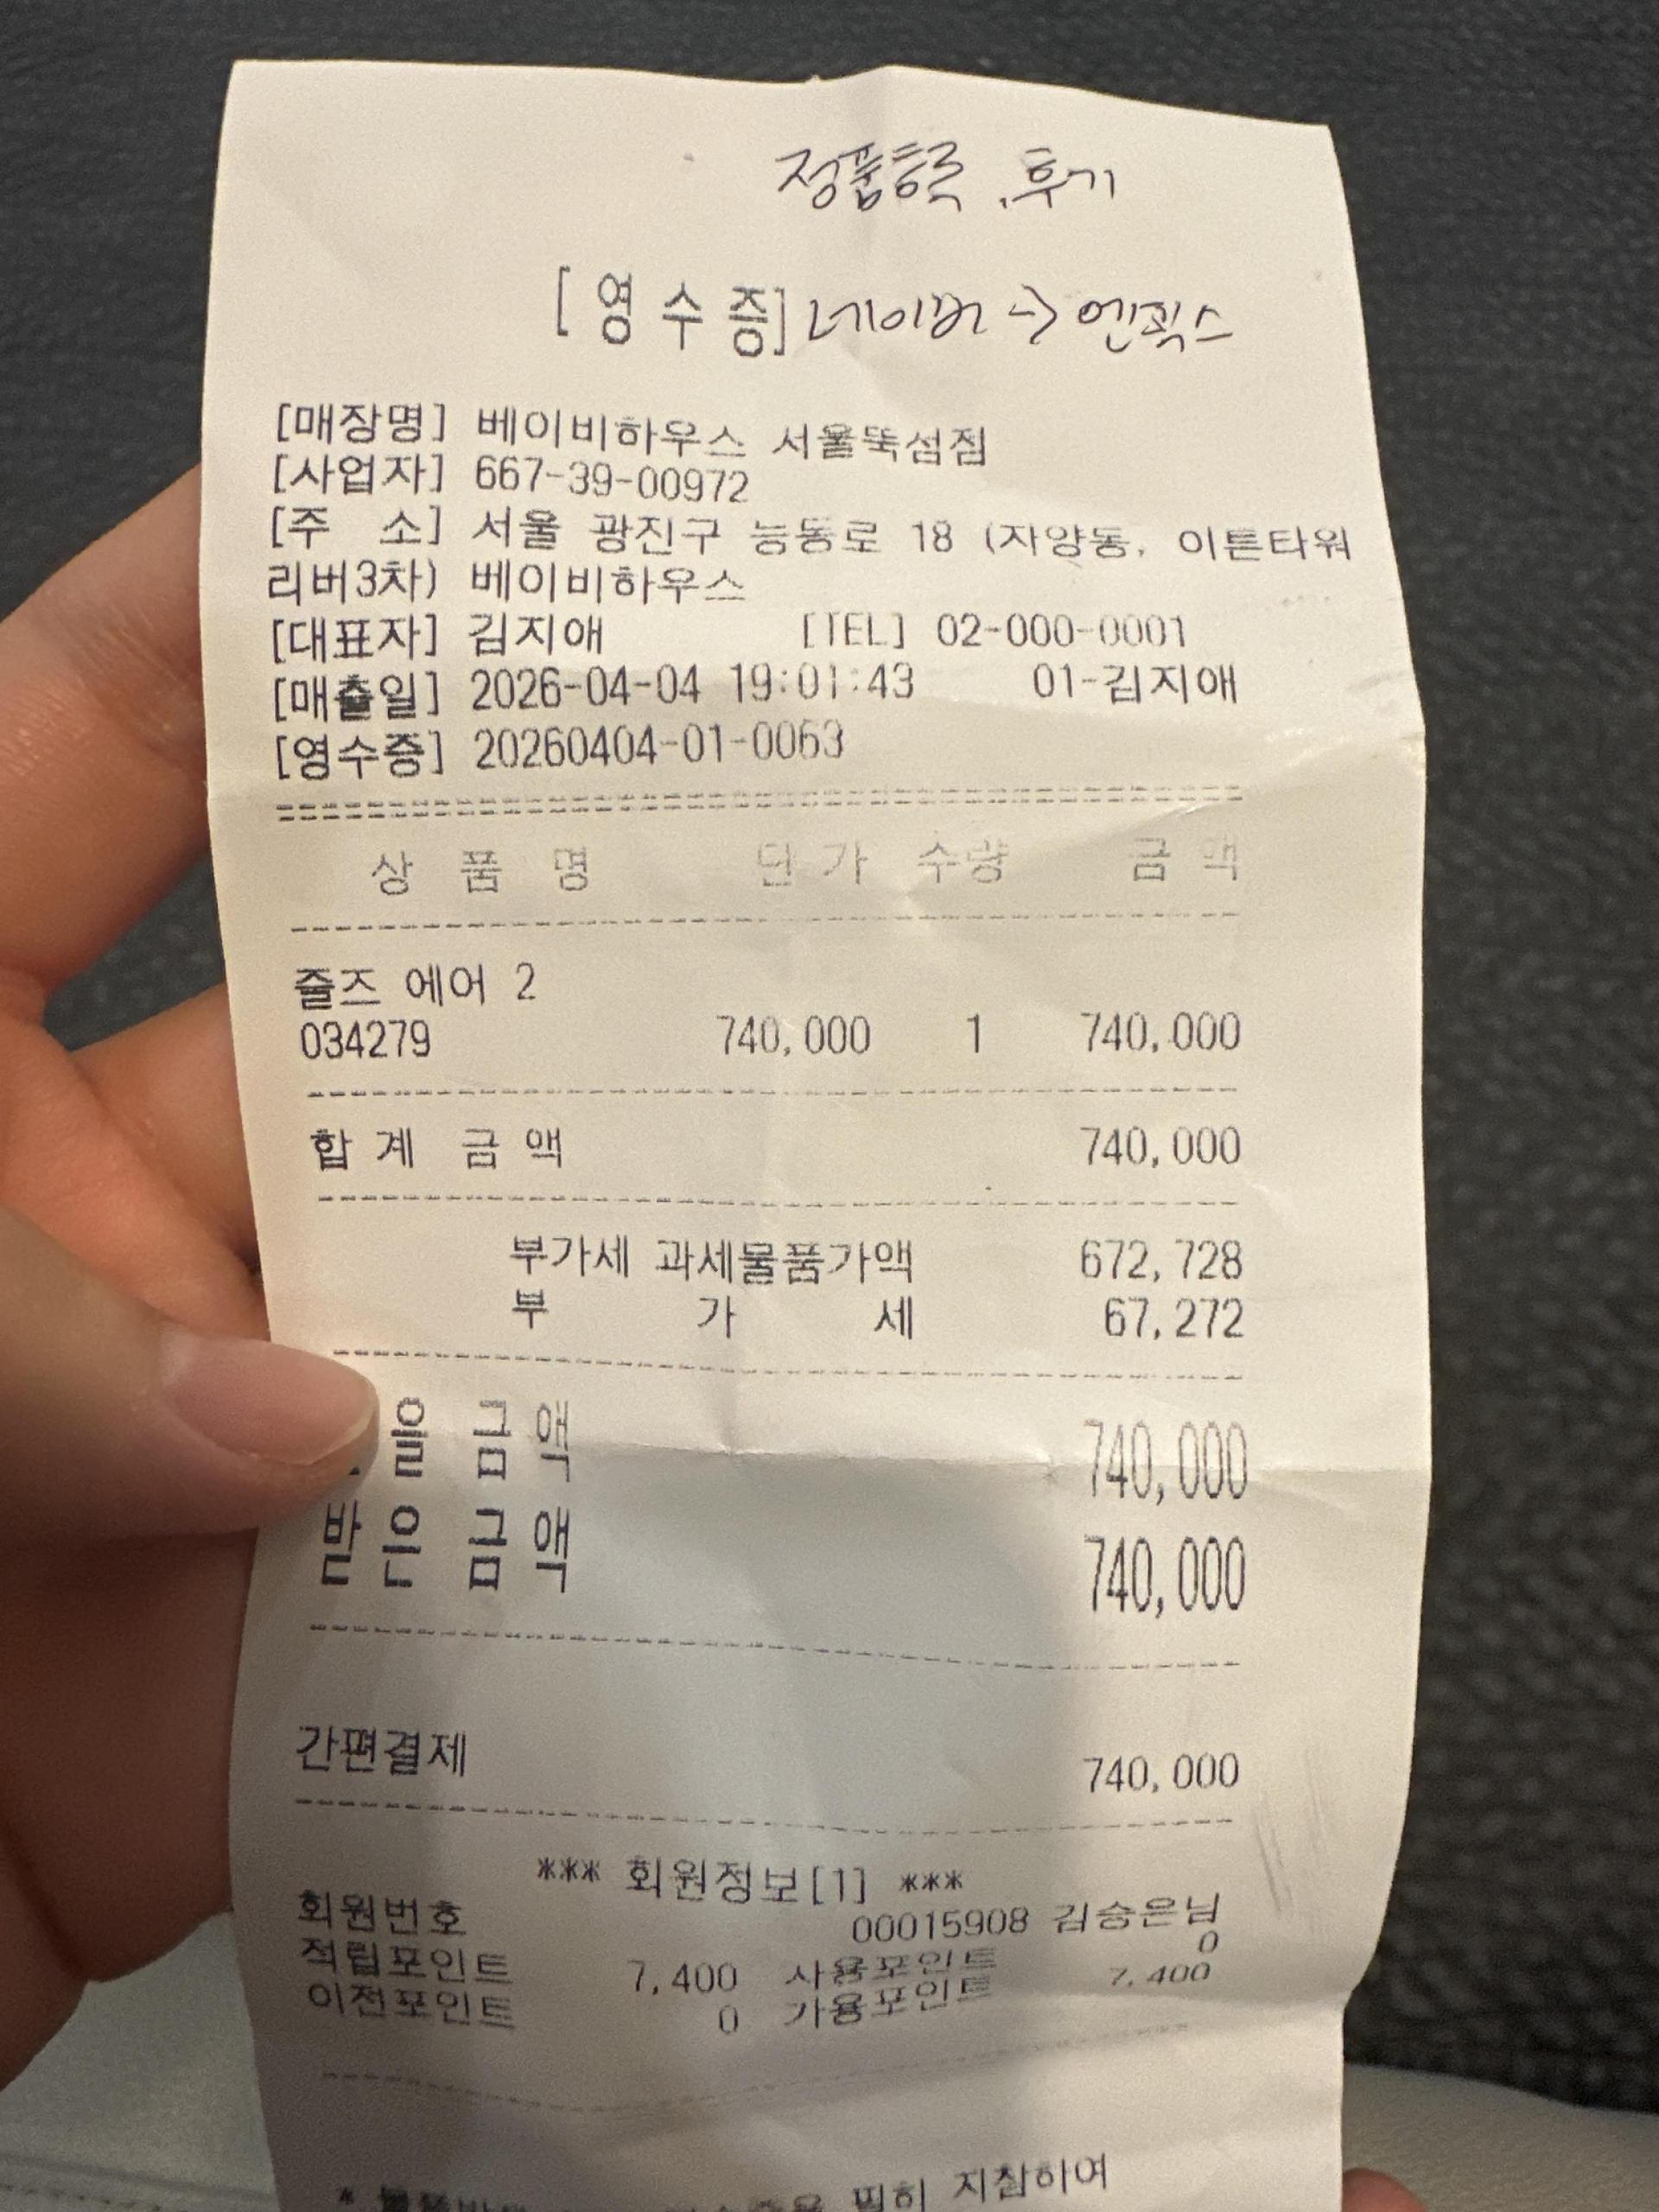 정품등록, 후기
[영 수 증] 네이버 -> 엔픽스
[매장명] 베이비하우스 서울뚝섬점
[사업자] 667-39-00972
[주 소] 서울 광진구 능동로 18 (자양동, 이튼타워
리버3차) 베이비하우스
[대표자] 김지애 [TEL] 02-000-0001
[매출일] 2026-04-04 19:01:43 01-김지애
[영수증] 20260404-01-0063
상 품 명 단 가 수량 금 액
쥴즈 에어 2
034279 740,000 1 740,000
합 계 금 액 740,000
부가세 과세물품가액 672,728
부 가 세 67,272
을 금 액 740,000
받 은 금 액 740,000
간편결제 740,000
*** 회원정보[1] ***
회원번호 00015908 김승은님
적립포인트 7,400 사용포인트 0
이전포인트 0 가용포인트 7,400
* 필히 지참하여